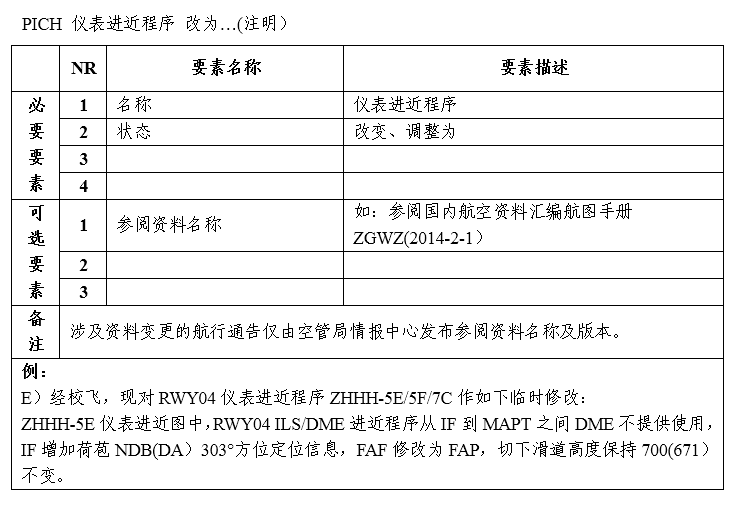 PICH 仪表进近程序 改为…(注明）
NR 要素名称 要素描述
必要要素
1 名称 仪表进近程序
2 状态 改变、调整为
3
4
可选要素
1 参阅资料名称 如：参阅国内航空资料汇编航图手册
ZGWZ(2014-2-1）
2
3
备注 涉及资料变更的航行通告仅由空管局情报中心发布参阅资料名称及版本。
例：
E）经校飞，现对 RWY04 仪表进近程序 ZHHH-5E/5F/7C 作如下临时修改：
ZHHH-5E 仪表进近图中，RWY04 ILS/DME 进近程序从 IF 到 MAPT 之间 DME 不提供使用，
IF 增加荷苞 NDB(DA）303°方位定位信息，FAF 修改为 FAP，切下滑道高度保持 700(671）
不变。